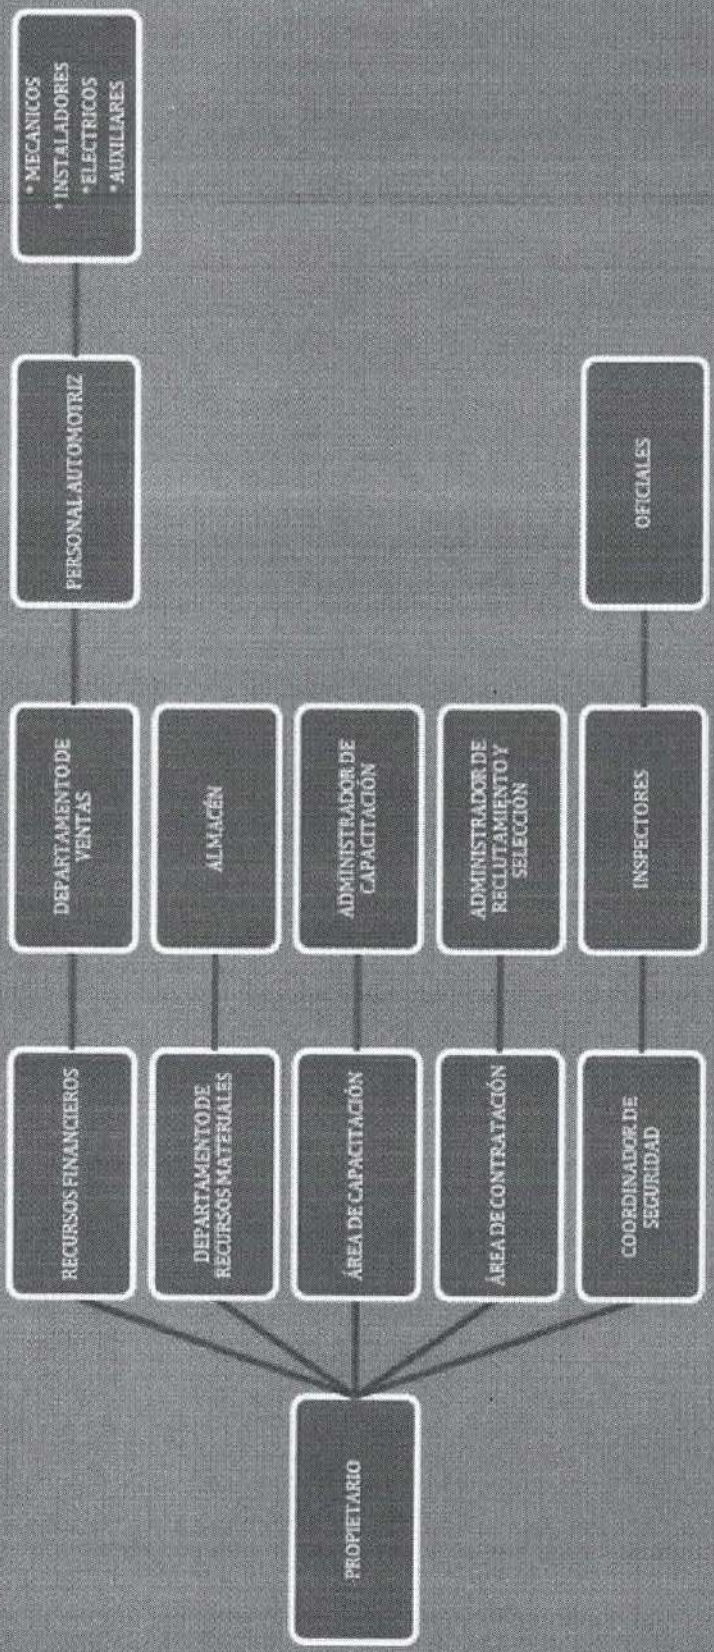 PROPIETARIO
RECURSOS FINANCIEROS
DEPARTAMENTO DE
RECURSOS MATERIALES
ÁREA DE CAPACITACIÓN
ÁREA DE CONTRATACIÓN
COORDINADOR DE
SEGURIDAD
DEPARTAMENTO DE
VENTAS
ALMACÉN
ADMINISTRADOR DE
CAPACITACIÓN
ADMINISTRADOR DE
RECLUTAMIENTO Y
SELECCIÓN
INSPECTORES
PERSONAL AUTOMOTRIZ
OFICIALES
* MECANICOS
* INSTALADORES
*ELECTRICOS
*AUXILIARES